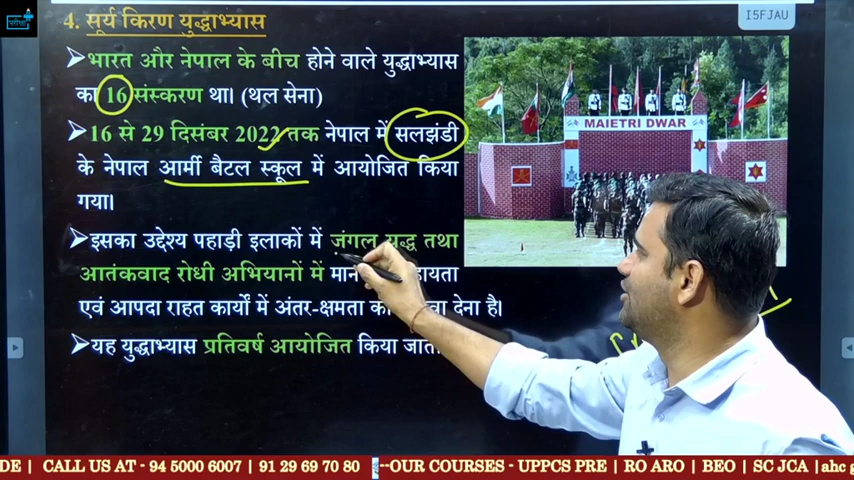 परीक्षा
I5FJAU
4. सूर्य किरण युद्धाभ्यास
➤भारत और नेपाल के बीच होने वाले युद्धाभ्यास
का 16 संस्करण था। (थल सेना)
➤16 से 29 दिसंबर 2022 तक नेपाल में सलझंडी
के नेपाल आर्मी बैटल स्कूल में आयोजित किया
गया।
➤इसका उद्देश्य पहाड़ी इलाकों में जंगल युद्ध तथा
आतंकवाद रोधी अभियानों में
एवं आपदा राहत कार्यों में अंतर-क्षमता देना है।
➤यह युद्धाभ्यास प्रतिवर्ष आयोजित किया
MAIETRI DWAR
DE | CALL US AT - 94 5000 6007 | 91 29 69 70 80 --OUR COURSES - UPPCS PRE | RO ARO | BEO | SC JCA | ahc g